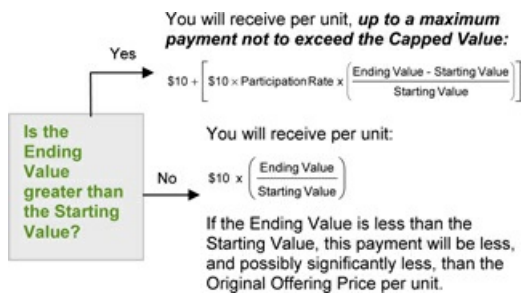 You will receive per unit, up to a maximum
payment not to exceed the Capped Value:
Yes
$10 + [ $10 × Participation Rate x ( Ending Value - Starting Value / Starting Value ) ]
Is the
Ending
Value
greater than
the Starting
Value?
No
You will receive per unit:
$10 x ( Ending Value / Starting Value )
If the Ending Value is less than the
Starting Value, this payment will be less,
and possibly significantly less, than the
Original Offering Price per unit.